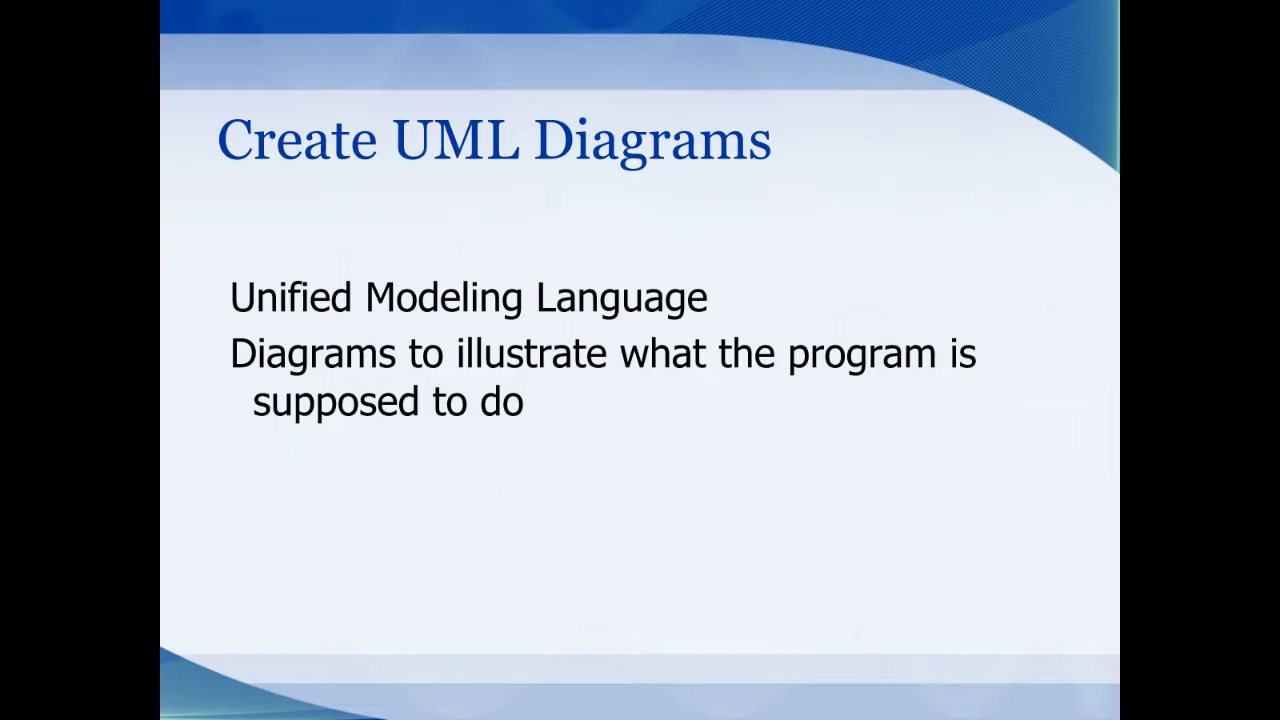 Create UML Diagrams
Unified Modeling Language
Diagrams to illustrate what the program is
supposed to do